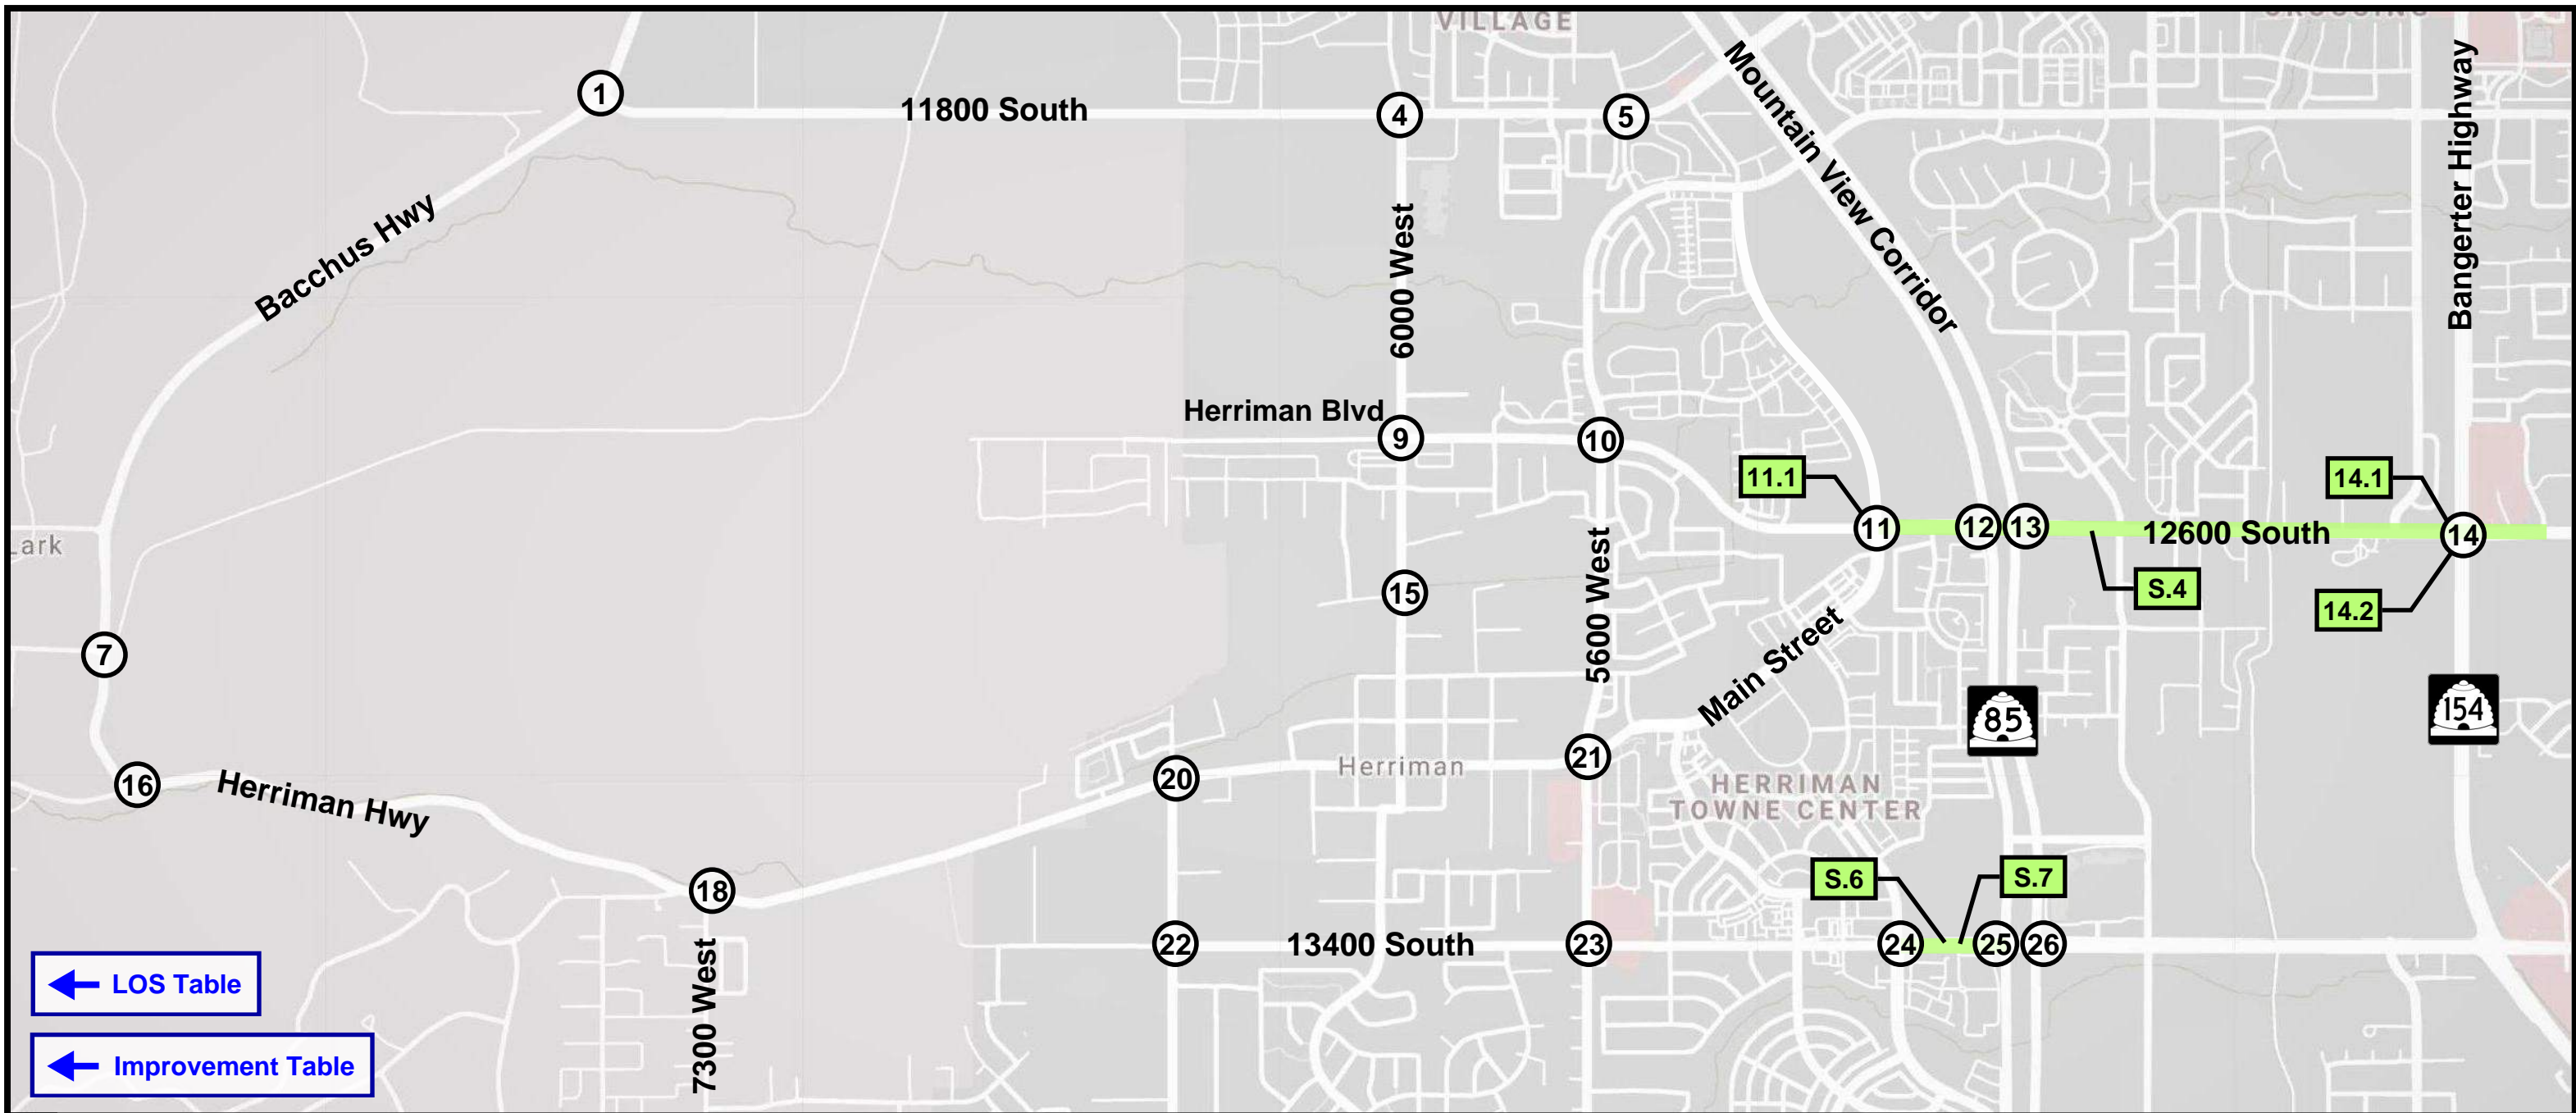 VILLAGE
CROSSING
1
11800 South
4
5
Mountain View Corridor
Bangerter Highway
Bacchus Hwy
6000 West
Herriman Blvd
9
10
11.1
14.1
11
12
13
12600 South
14
Lark
S.4
14.2
15
5600 West
Main Street
7
85
154
16
Herriman Hwy
20
Herriman
21
HERRIMAN
TOWNE CENTER
18
S.6
S.7
7300 West
22
13400 South
23
24
25
26
LOS Table
Improvement Table